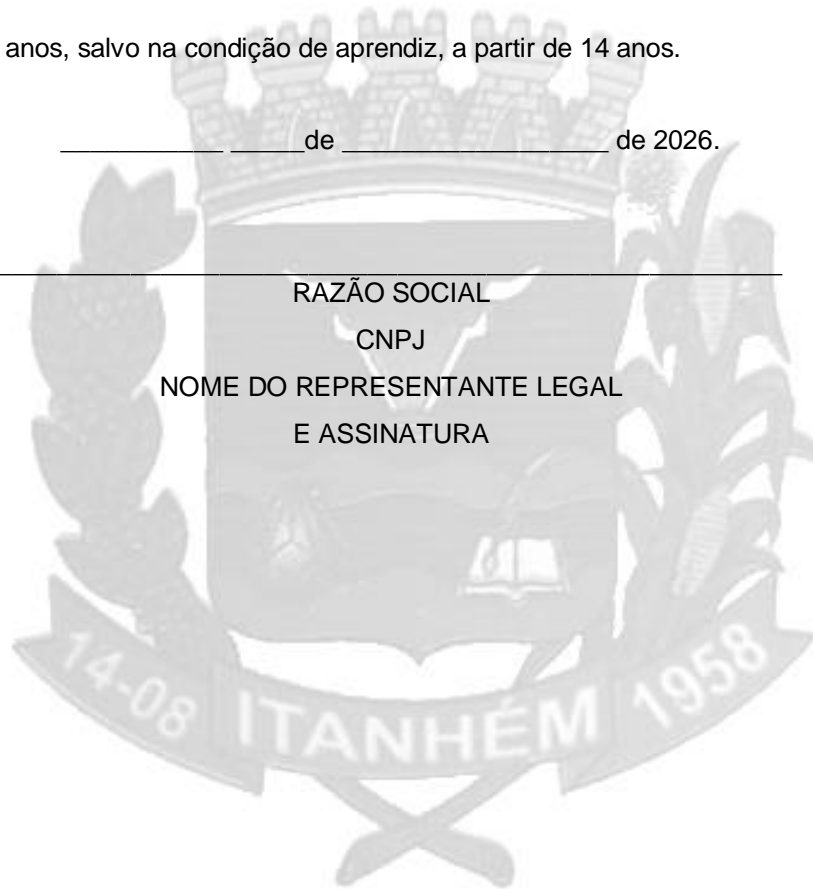 anos, salvo na condição de aprendiz, a partir de 14 anos.
___________ _____de __________________ de 2026.
_____________________________________________________
RAZÃO SOCIAL
CNPJ
NOME DO REPRESENTANTE LEGAL
E ASSINATURA
14-08 ITANHÉM 1958